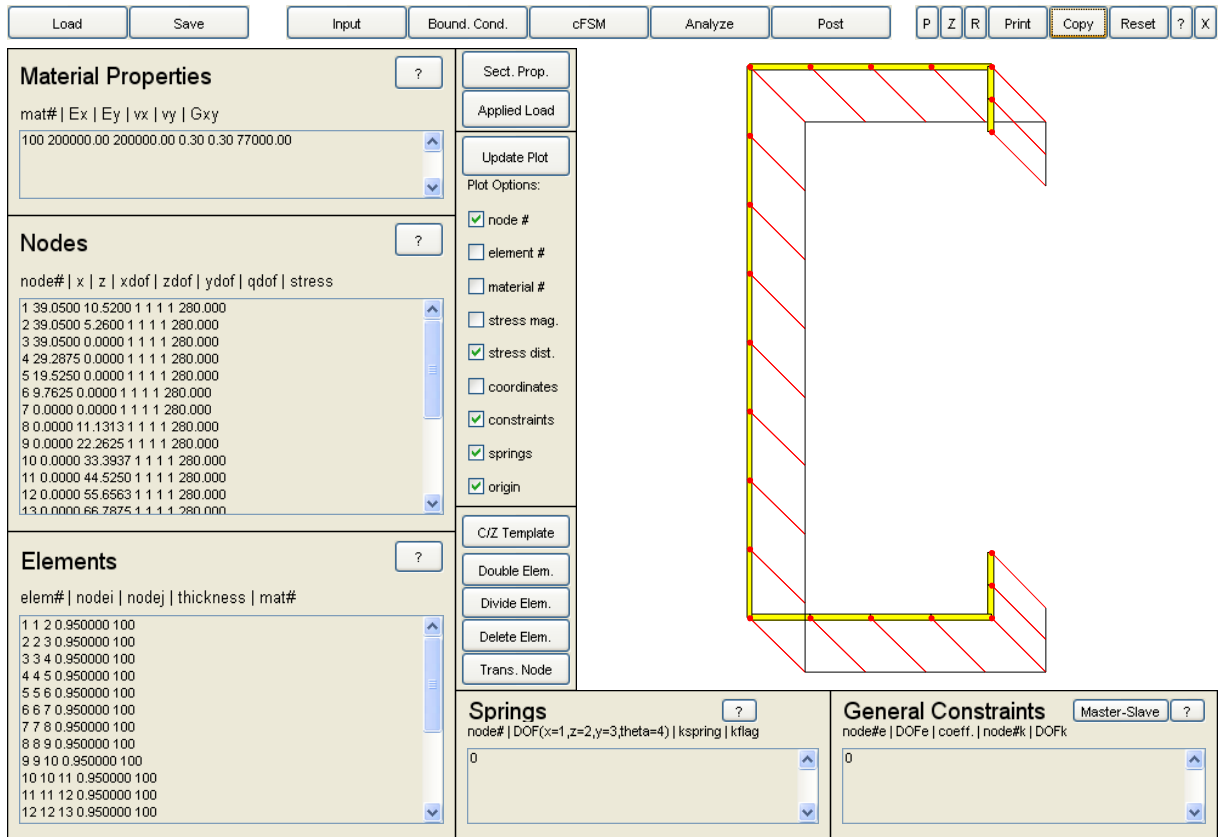 Load Save Input Bound. Cond. cFSM Analyze Post P Z R Print Copy Reset ? X
Material Properties ?
mat# | Ex | Ey | vx | vy | Gxy
100 200000.00 200000.00 0.30 0.30 77000.00
Nodes ?
node# | x | z | xdof | zdof | ydof | qdof | stress
1 39.0500 10.5200 1 1 1 1 280.000
2 39.0500 5.2600 1 1 1 1 280.000
3 39.0500 0.0000 1 1 1 1 280.000
4 29.2875 0.0000 1 1 1 1 280.000
5 19.5250 0.0000 1 1 1 1 280.000
6 9.7625 0.0000 1 1 1 1 280.000
7 0.0000 0.0000 1 1 1 1 280.000
8 0.0000 11.1313 1 1 1 1 280.000
9 0.0000 22.2625 1 1 1 1 280.000
10 0.0000 33.3937 1 1 1 1 280.000
11 0.0000 44.5250 1 1 1 1 280.000
12 0.0000 55.6563 1 1 1 1 280.000
13 0.0000 66.7875 1 1 1 1 280.000
Elements ?
elem# | nodei | nodej | thickness | mat#
1 1 2 0.950000 100
2 2 3 0.950000 100
3 3 4 0.950000 100
4 4 5 0.950000 100
5 5 6 0.950000 100
6 6 7 0.950000 100
7 7 8 0.950000 100
8 8 9 0.950000 100
9 9 10 0.950000 100
10 10 11 0.950000 100
11 11 12 0.950000 100
12 12 13 0.950000 100
Sect. Prop.
Applied Load
Update Plot
Plot Options:
node #
element #
material #
stress mag.
stress dist.
coordinates
constraints
springs
origin
C/Z Template
Double Elem.
Divide Elem.
Delete Elem.
Trans. Node
Springs ?
node# | DOF(x=1,z=2,y=3,theta=4) | kspring | kflag
0
General Constraints Master-Slave ?
node#e | DOFe | coeff. | node#k | DOFk
0